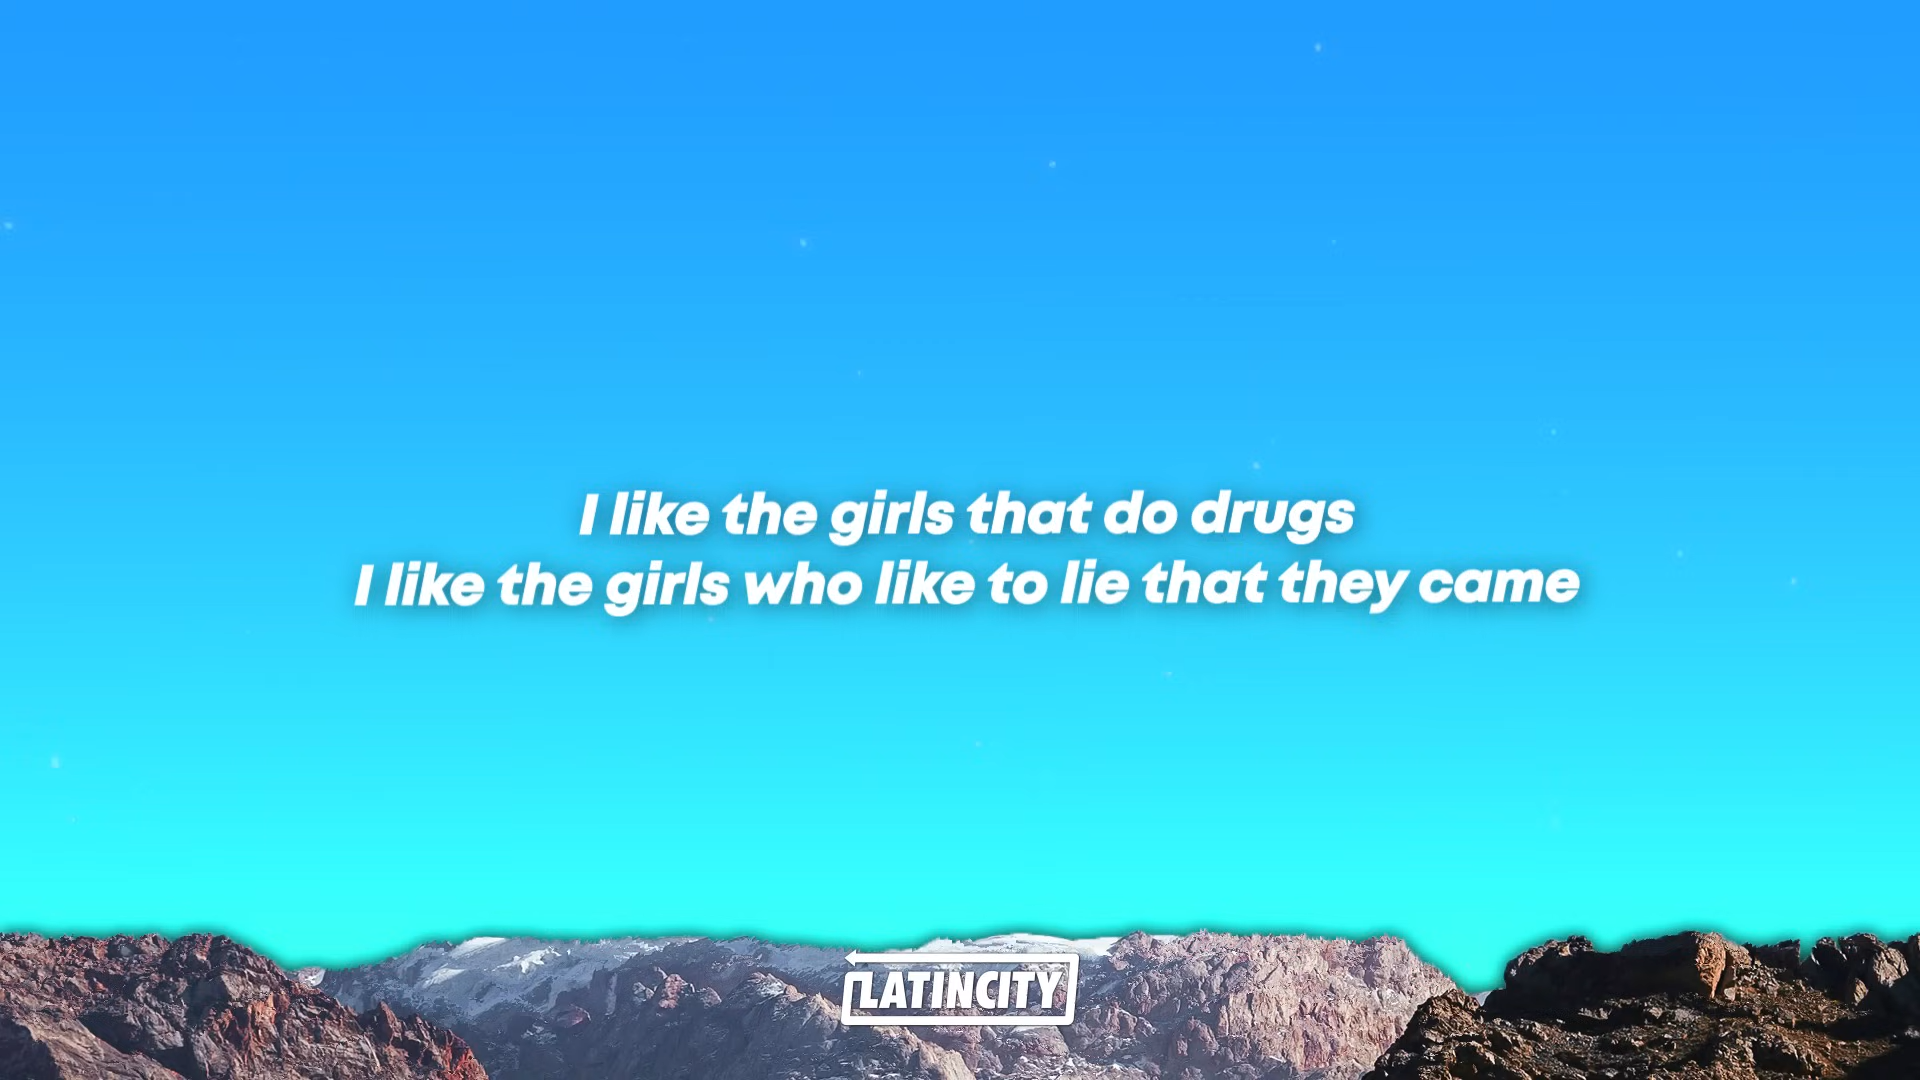 I like the girls that do drugs
I like the girls who like to lie that they came
LATINCITY